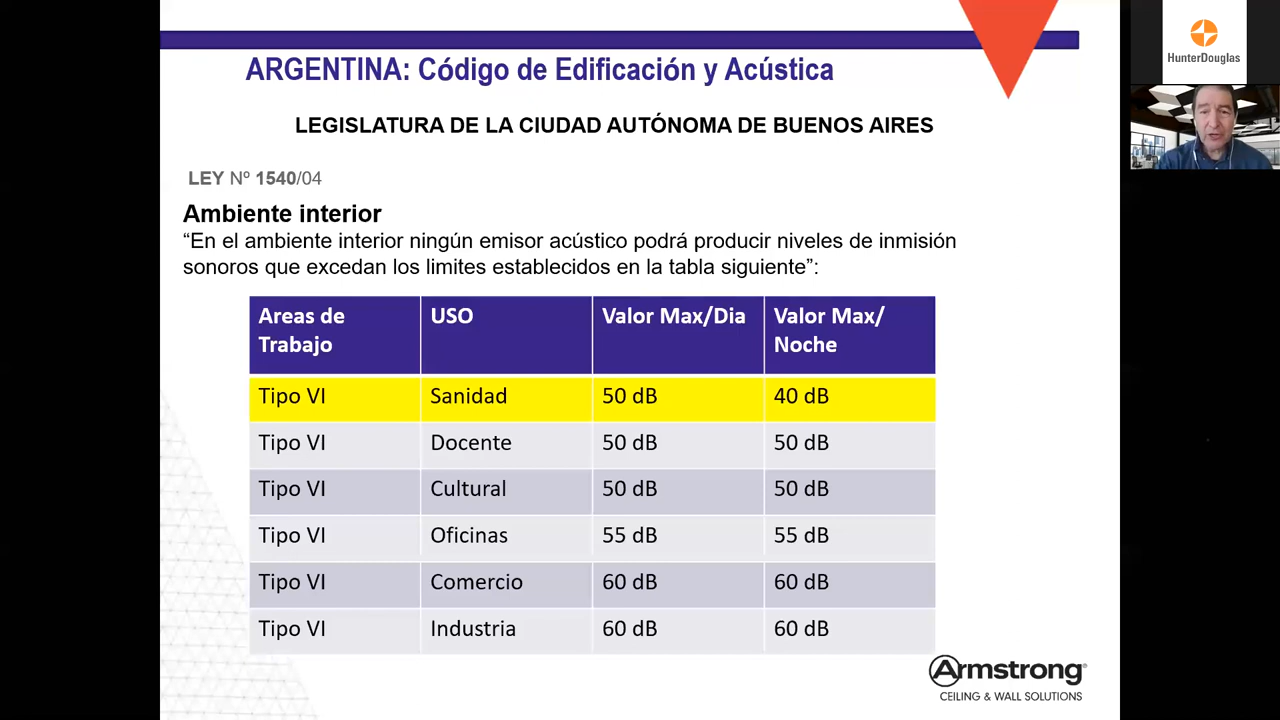 ARGENTINA: Código de Edificación y Acústica
HunterDouglas
LEGISLATURA DE LA CIUDAD AUTÓNOMA DE BUENOS AIRES
LEY Nº 1540/04
Ambiente interior
“En el ambiente interior ningún emisor acústico podrá producir niveles de inmisión
sonoros que excedan los limites establecidos en la tabla siguiente”:
Areas de Trabajo USO Valor Max/Dia Valor Max/ Noche
Tipo VI Sanidad 50 dB 40 dB
Tipo VI Docente 50 dB 50 dB
Tipo VI Cultural 50 dB 50 dB
Tipo VI Oficinas 55 dB 55 dB
Tipo VI Comercio 60 dB 60 dB
Tipo VI Industria 60 dB 60 dB
Armstrong®
CEILING & WALL SOLUTIONS